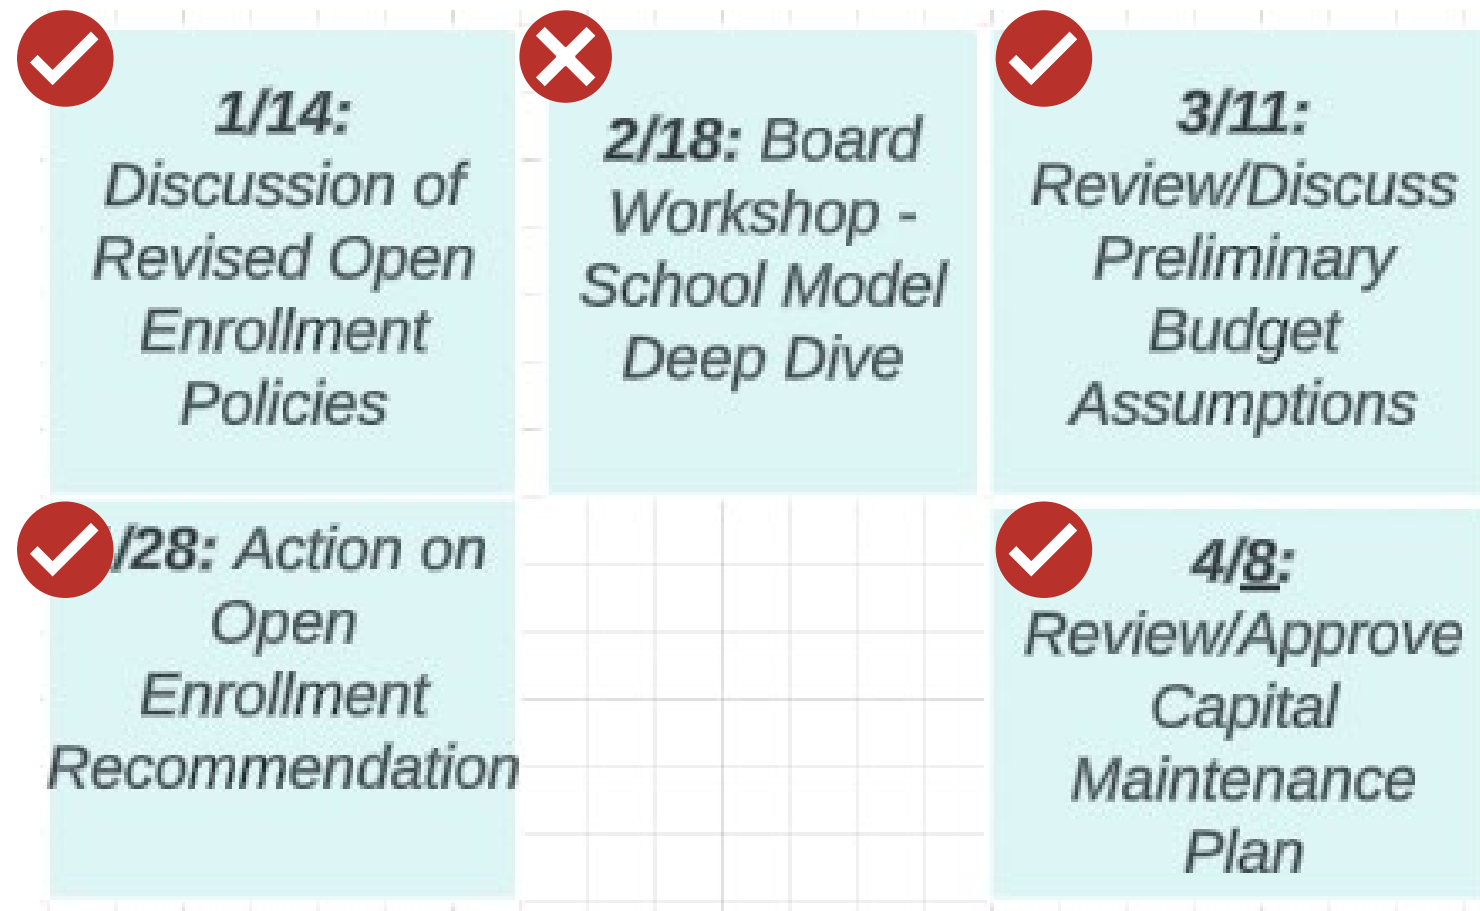 1/14:
Discussion of
Revised Open
Enrollment
Policies
2/18: Board
Workshop -
School Model
Deep Dive
3/11:
Review/Discuss
Preliminary
Budget
Assumptions
/28: Action on
Open
Enrollment
Recommendation
4/8:
Review/Approve
Capital
Maintenance
Plan